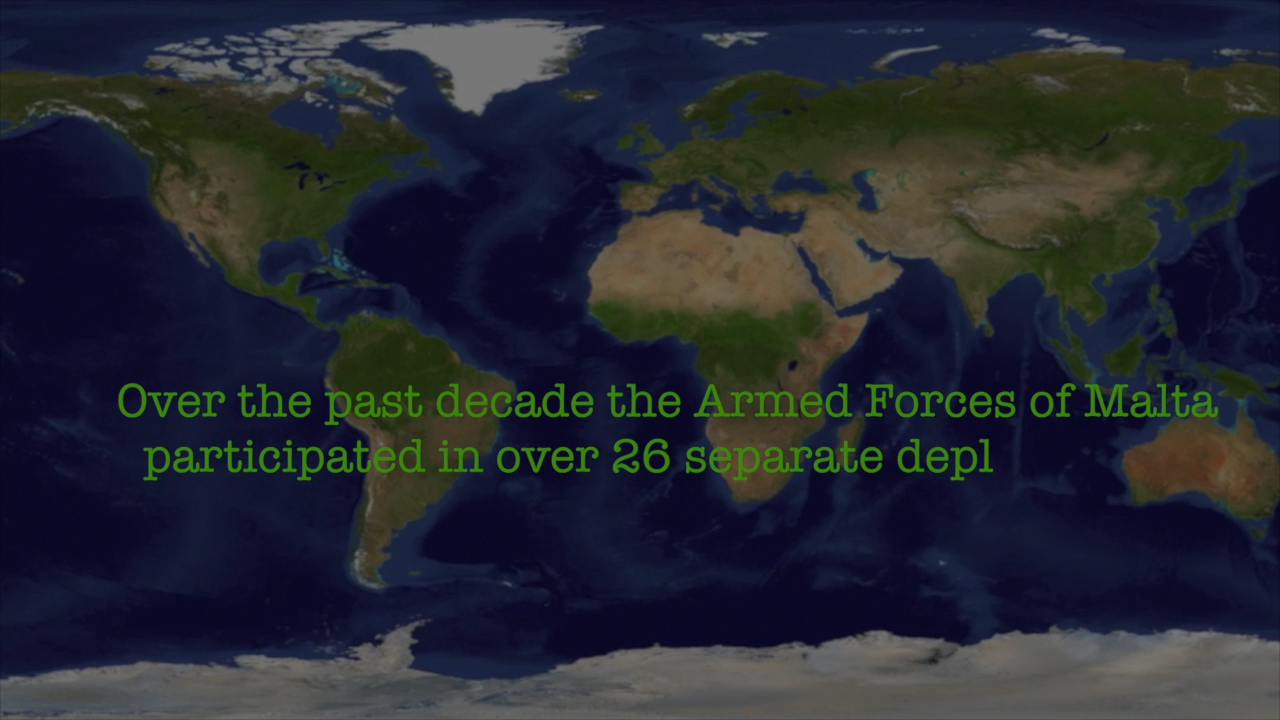 Over the past decade the Armed Forces of Malta
participated in over 26 separate depl